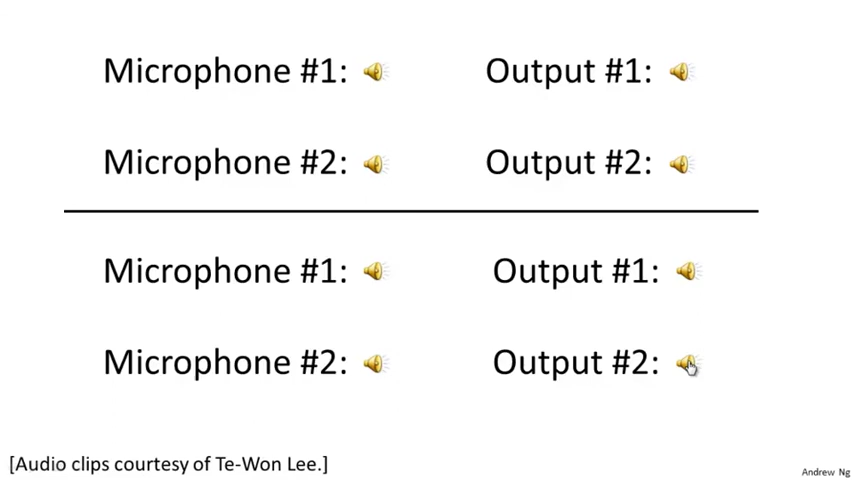 Microphone #1: Output #1:
Microphone #2: Output #2:
Microphone #1: Output #1:
Microphone #2: Output #2:
[Audio clips courtesy of Te-Won Lee.]
Andrew Ng